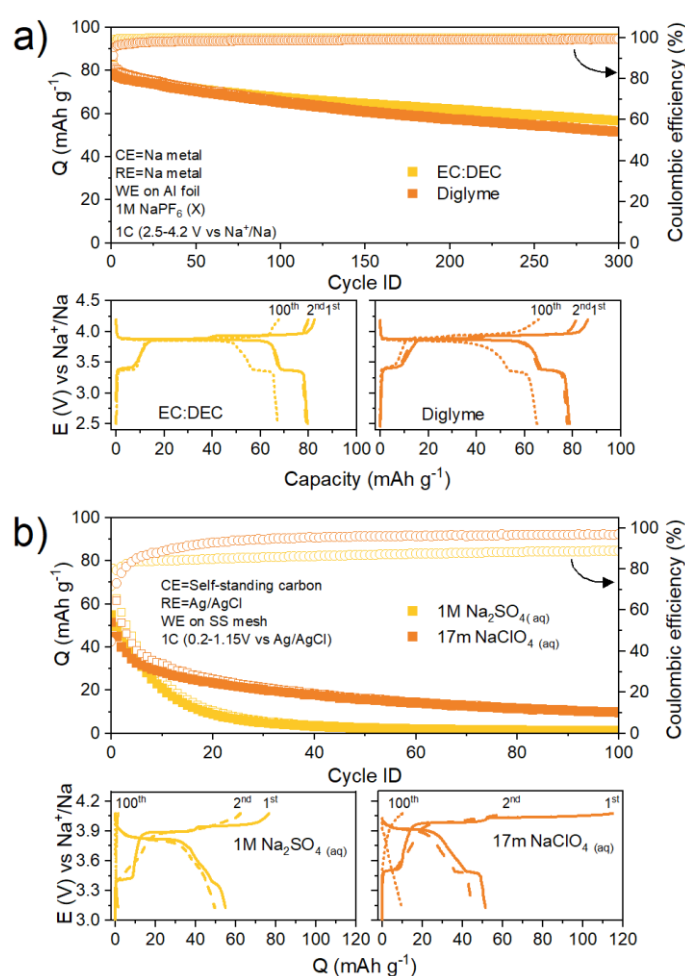 a)
100
80
60
40
20
0
Q (mAh g⁻¹)
CE=Na metal
RE=Na metal
WE on Al foil
1M NaPF₆ (X)
1C (2.5-4.2 V vs Na⁺/Na)
EC:DEC
Diglyme
100
80
60
40
20
0
Coulombic efficiency (%)
0 50 100 150 200 250 300
Cycle ID
4.5
4.0
3.5
3.0
2.5
E (V) vs Na⁺/Na
100th 2nd 1st
EC:DEC
0 20 40 60 80 100
100th 2nd 1st
Diglyme
0 20 40 60 80 100
Capacity (mAh g⁻¹)
b)
100
80
60
40
20
0
Q (mAh g⁻¹)
CE=Self-standing carbon
RE=Ag/AgCl
WE on SS mesh
1C (0.2-1.15V vs Ag/AgCl)
1M Na₂SO₄(aq)
17m NaClO₄ (aq)
100
80
60
40
20
0
Coulombic efficiency (%)
0 20 40 60 80 100
Cycle ID
4.2
3.9
3.6
3.3
3.0
E (V) vs Na⁺/Na
100th 2nd 1st
1M Na₂SO₄ (aq)
0 20 40 60 80 100 120
100th 2nd 1st
17m NaClO₄ (aq)
0 20 40 60 80 100 120
Q (mAh g⁻¹)